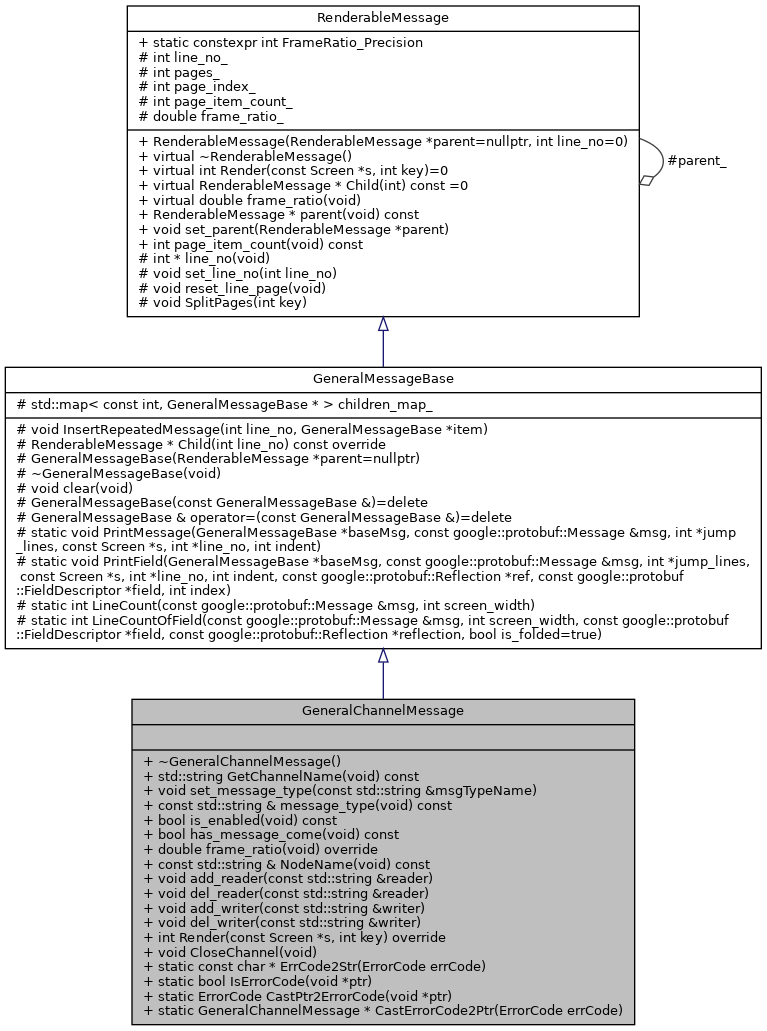 RenderableMessage
+ static constexpr int FrameRatio_Precision
# int line_no_
# int pages_
# int page_index_
# int page_item_count_
# double frame_ratio_
+ RenderableMessage(RenderableMessage *parent=nullptr, int line_no=0)
+ virtual ~RenderableMessage()
+ virtual int Render(const Screen *s, int key)=0
+ virtual RenderableMessage * Child(int) const =0
+ virtual double frame_ratio(void)
+ RenderableMessage * parent(void) const
+ void set_parent(RenderableMessage *parent)
+ int page_item_count(void) const
# int * line_no(void)
# void set_line_no(int line_no)
# void reset_line_page(void)
# void SplitPages(int key)
#parent_
GeneralMessageBase
# std::map< const int, GeneralMessageBase * > children_map_
# void InsertRepeatedMessage(int line_no, GeneralMessageBase *item)
# RenderableMessage * Child(int line_no) const override
# GeneralMessageBase(RenderableMessage *parent=nullptr)
# ~GeneralMessageBase(void)
# void clear(void)
# GeneralMessageBase(const GeneralMessageBase &)=delete
# GeneralMessageBase & operator=(const GeneralMessageBase &)=delete
# static void PrintMessage(GeneralMessageBase *baseMsg, const google::protobuf::Message &msg, int *jump
_lines, const Screen *s, int *line_no, int indent)
# static void PrintField(GeneralMessageBase *baseMsg, const google::protobuf::Message &msg, int *jump_lines,
const Screen *s, int *line_no, int indent, const google::protobuf::Reflection *ref, const google::protobuf
::FieldDescriptor *field, int index)
# static int LineCount(const google::protobuf::Message &msg, int screen_width)
# static int LineCountOfField(const google::protobuf::Message &msg, int screen_width, const google::protobuf
::FieldDescriptor *field, const google::protobuf::Reflection *reflection, bool is_folded=true)
GeneralChannelMessage
+ ~GeneralChannelMessage()
+ std::string GetChannelName(void) const
+ void set_message_type(const std::string &msgTypeName)
+ const std::string & message_type(void) const
+ bool is_enabled(void) const
+ bool has_message_come(void) const
+ double frame_ratio(void) override
+ const std::string & NodeName(void) const
+ void add_reader(const std::string &reader)
+ void del_reader(const std::string &reader)
+ void add_writer(const std::string &writer)
+ void del_writer(const std::string &writer)
+ int Render(const Screen *s, int key) override
+ void CloseChannel(void)
+ static const char * ErrCode2Str(ErrorCode errCode)
+ static bool IsErrorCode(void *ptr)
+ static ErrorCode CastPtr2ErrorCode(void *ptr)
+ static GeneralChannelMessage * CastErrorCode2Ptr(ErrorCode errCode)